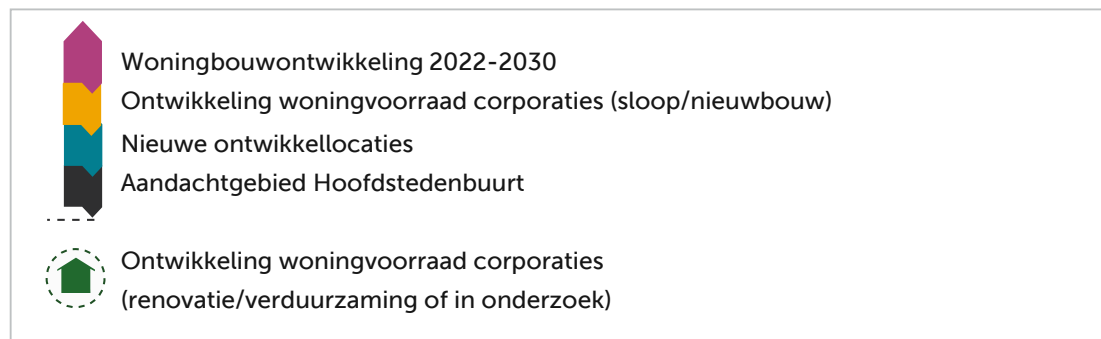 Woningbouwontwikkeling 2022-2030
Ontwikkeling woningvoorraad corporaties (sloop/nieuwbouw)
Nieuwe ontwikkellocaties
Aandachtgebied Hoofdstedenbuurt
Ontwikkeling woningvoorraad corporaties
(renovatie/verduurzaming of in onderzoek)